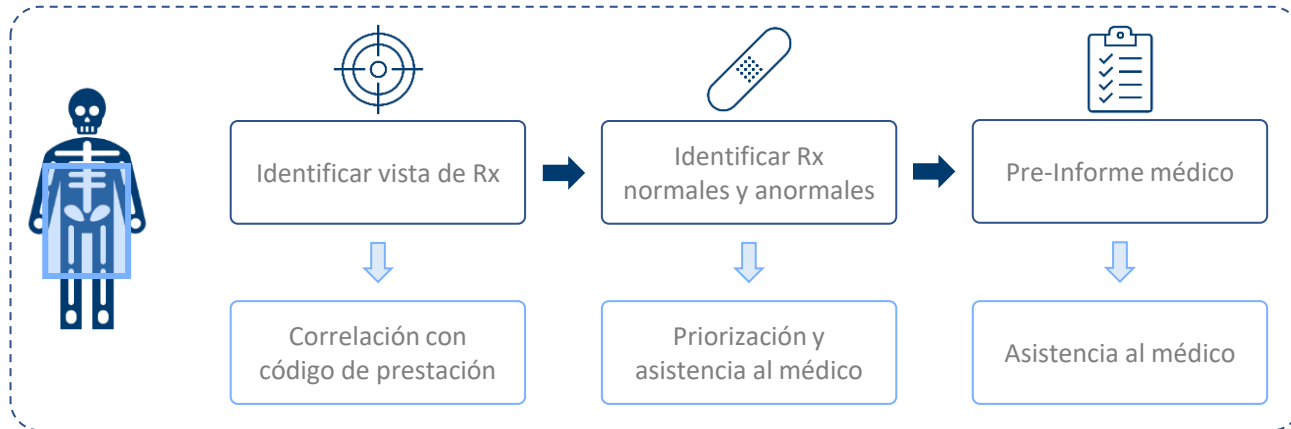 Identificar vista de Rx
Identificar Rx
normales y anormales
Pre-Informe médico
Correlación con
código de prestación
Priorización y
asistencia al médico
Asistencia al médico